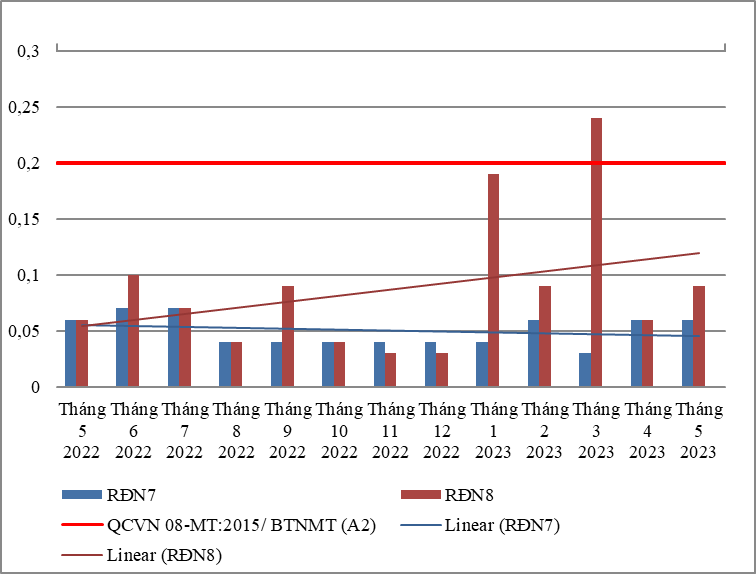 0,3
0,25
0,2
0,15
0,1
0,05
0
Tháng Tháng Tháng Tháng Tháng Tháng Tháng Tháng Tháng Tháng Tháng Tháng Tháng
5 6 7 8 9 10 11 12 1 2 3 4 5
2022 2022 2022 2022 2022 2022 2022 2022 2023 2023 2023 2023 2023
RĐN7 RĐN8
QCVN 08-MT:2015/ BTNMT (A2) Linear (RĐN7)
Linear (RĐN8)